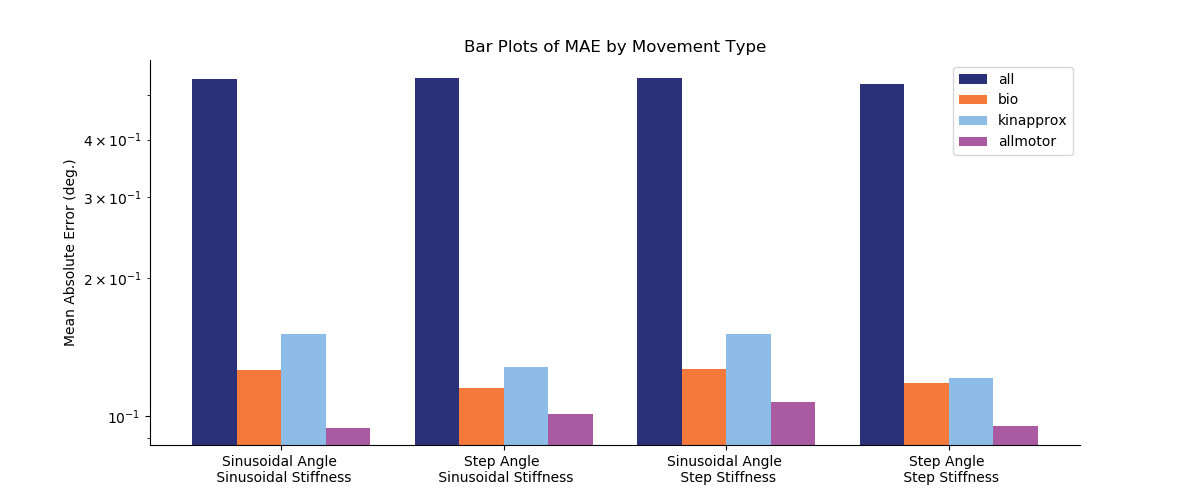 Bar Plots of MAE by Movement Type
all
bio
kinapprox
allmotor
Mean Absolute Error (deg.)
4 × 10⁻¹
3 × 10⁻¹
2 × 10⁻¹
10⁻¹
Sinusoidal Angle
Sinusoidal Stiffness
Step Angle
Sinusoidal Stiffness
Sinusoidal Angle
Step Stiffness
Step Angle
Step Stiffness